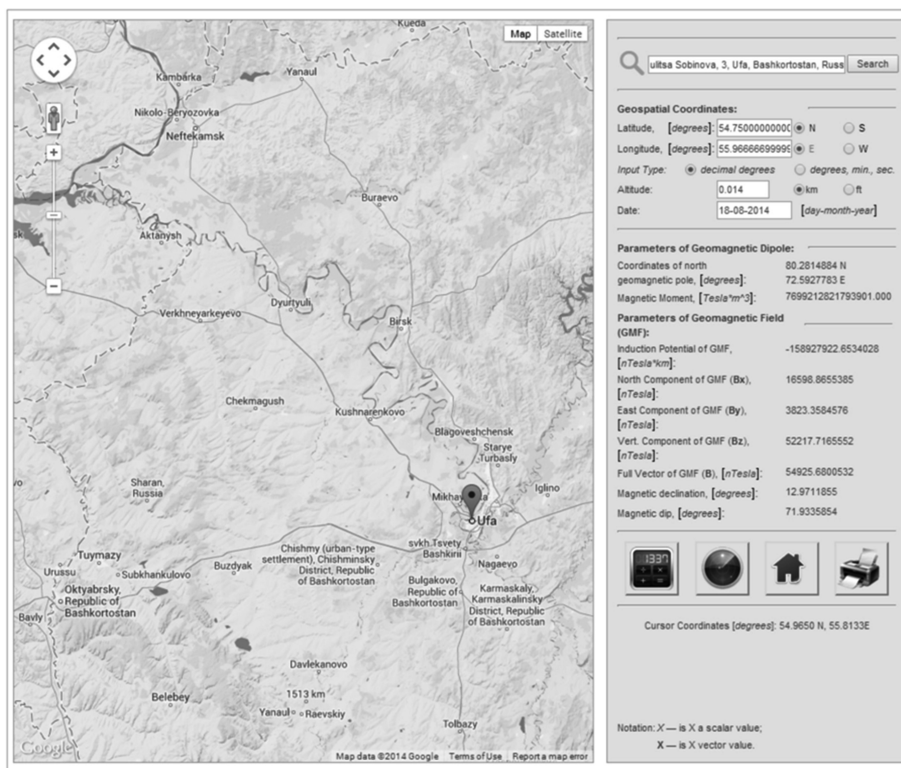 Kueda
Map Satellite
Kambarka
Yanaul
Nikolo-Beryozovka
Neftekamsk
Buraevo
sk
Aktanysh
Dyurtyuli
Verkhneyarkeyevo
Birsk
Chekmagush
Kushnarenkovo
Blagoveshchensk
Starye
Turbasly
Sharan,
Russia
Iglino
Ufa
svkh.Tsvety
Bashkirii
Chishmy (urban-type
settlement), Chishminsky
District, Republic
of Bashkortostan
Tuymazy
Nagaevo
Urussu
Subkhankulovo
Buzdyak
Oktyabrsky,
Republic of
Bashkortostan
Bulgakovo,
Republic of
Bashkortostan
Karmaskaly,
Karmaskalinsky
District, Republic
of Bashkortostan
Bavly
Davlekanovo
Belebey
1513 km
Yanaul
Raevskiy
Tolbazy
Google
Map data ©2014 Google Terms of Use Report a map error
ulitsa Sobinova, 3, Ufa, Bashkortostan, Russ Search
Geospatial Coordinates:
Latitude, [degrees]: 54.75000000000 N S
Longitude, [degrees]: 55.96666699999 E W
Input Type: decimal degrees degrees, min., sec.
Altitude: 0.014 km ft
Date: 18-08-2014 [day-month-year]
Parameters of Geomagnetic Dipole:
Coordinates of north 80.2814884 N
geomagnetic pole, [degrees]: 72.5927783 E
Magnetic Moment, [Tesla*m^3]: 7699212821793901.000
Parameters of Geomagnetic Field
(GMF):
Induction Potential of GMF, -158927922.6534028
[nTesla*km]:
North Component of GMF (Bx), 16598.8655385
[nTesla]:
East Component of GMF (By), 3823.3584576
[nTesla]:
Vert. Component of GMF (Bz), 52217.7165552
[nTesla]:
Full Vector of GMF (B), [nTesla]: 54925.6800532
Magnetic declination, [degrees]: 12.9711855
Magnetic dip, [degrees]: 71.9335854
1337
Cursor Coordinates [degrees]: 54.9650 N, 55.8133E
Notation: X — is X a scalar value;
X — is X vector value.